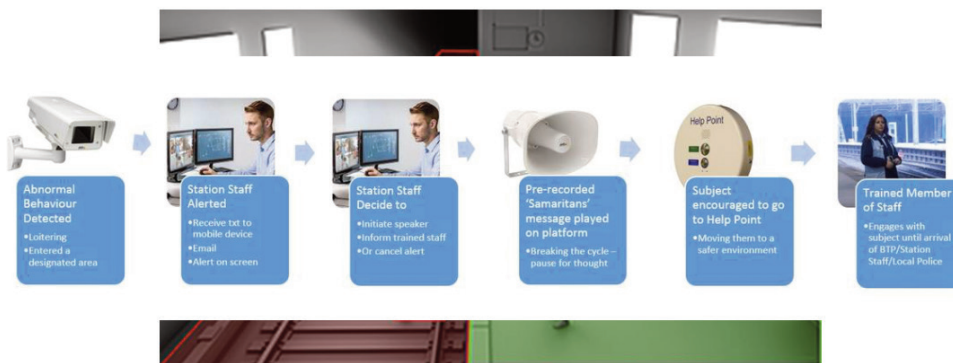 Abnormal
Behaviour
Detected
•Loitering
•Entered a
designated area
Station Staff
Alerted
•Receive txt to
mobile device
•Email
•Alert on screen
Station Staff
Decide to
•Initiate speaker
•Inform trained staff
•Or cancel alert
Pre-recorded
'Samaritans'
message played
on platform
•Breaking the cycle –
pause for thought
Help Point
Subject
encouraged to go
to Help Point
•Moving them to a
safer environment
Trained Member
of Staff
•Engages with
subject until arrival
of BTP/Station
Staff/Local Police